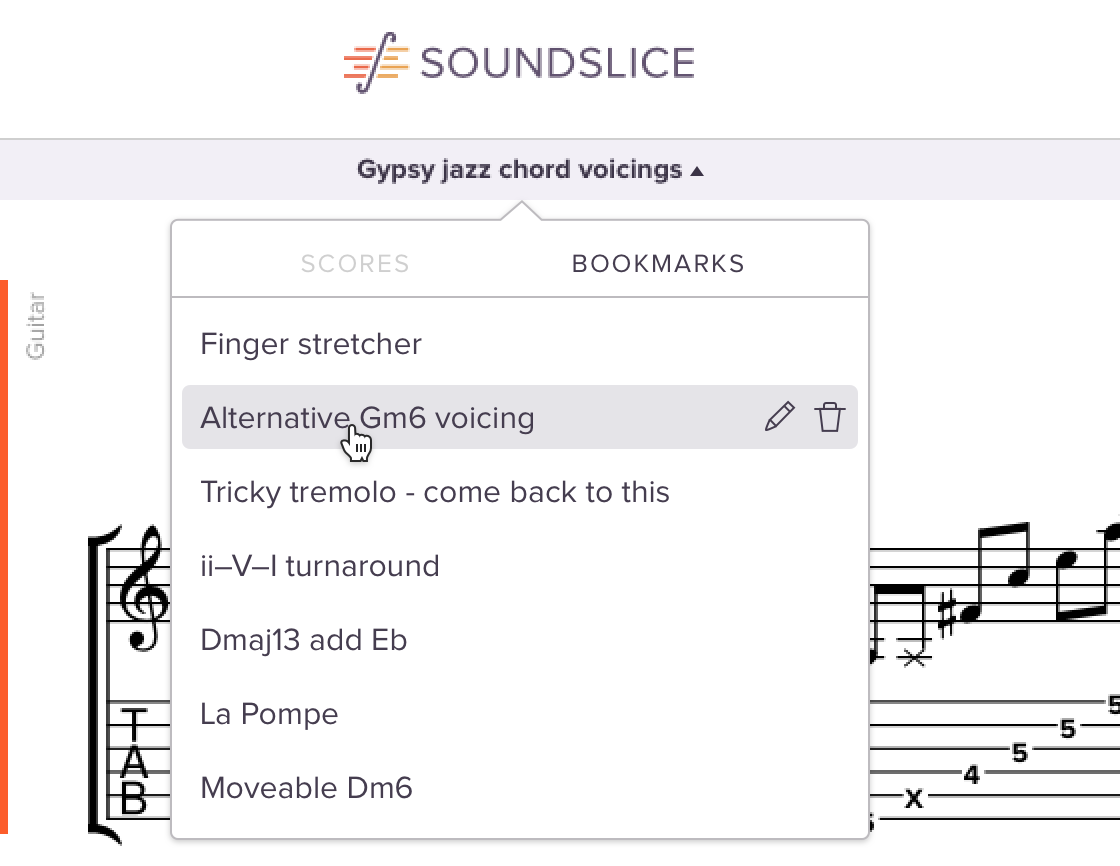 SOUNDSLICE
Gypsy jazz chord voicings
SCORES BOOKMARKS
Guitar
Finger stretcher
Alternative Gm6 voicing
Tricky tremolo - come back to this
ii–V–I turnaround
Dmaj13 add Eb
La Pompe
Moveable Dm6
T
A
B
5
5
5
4
X